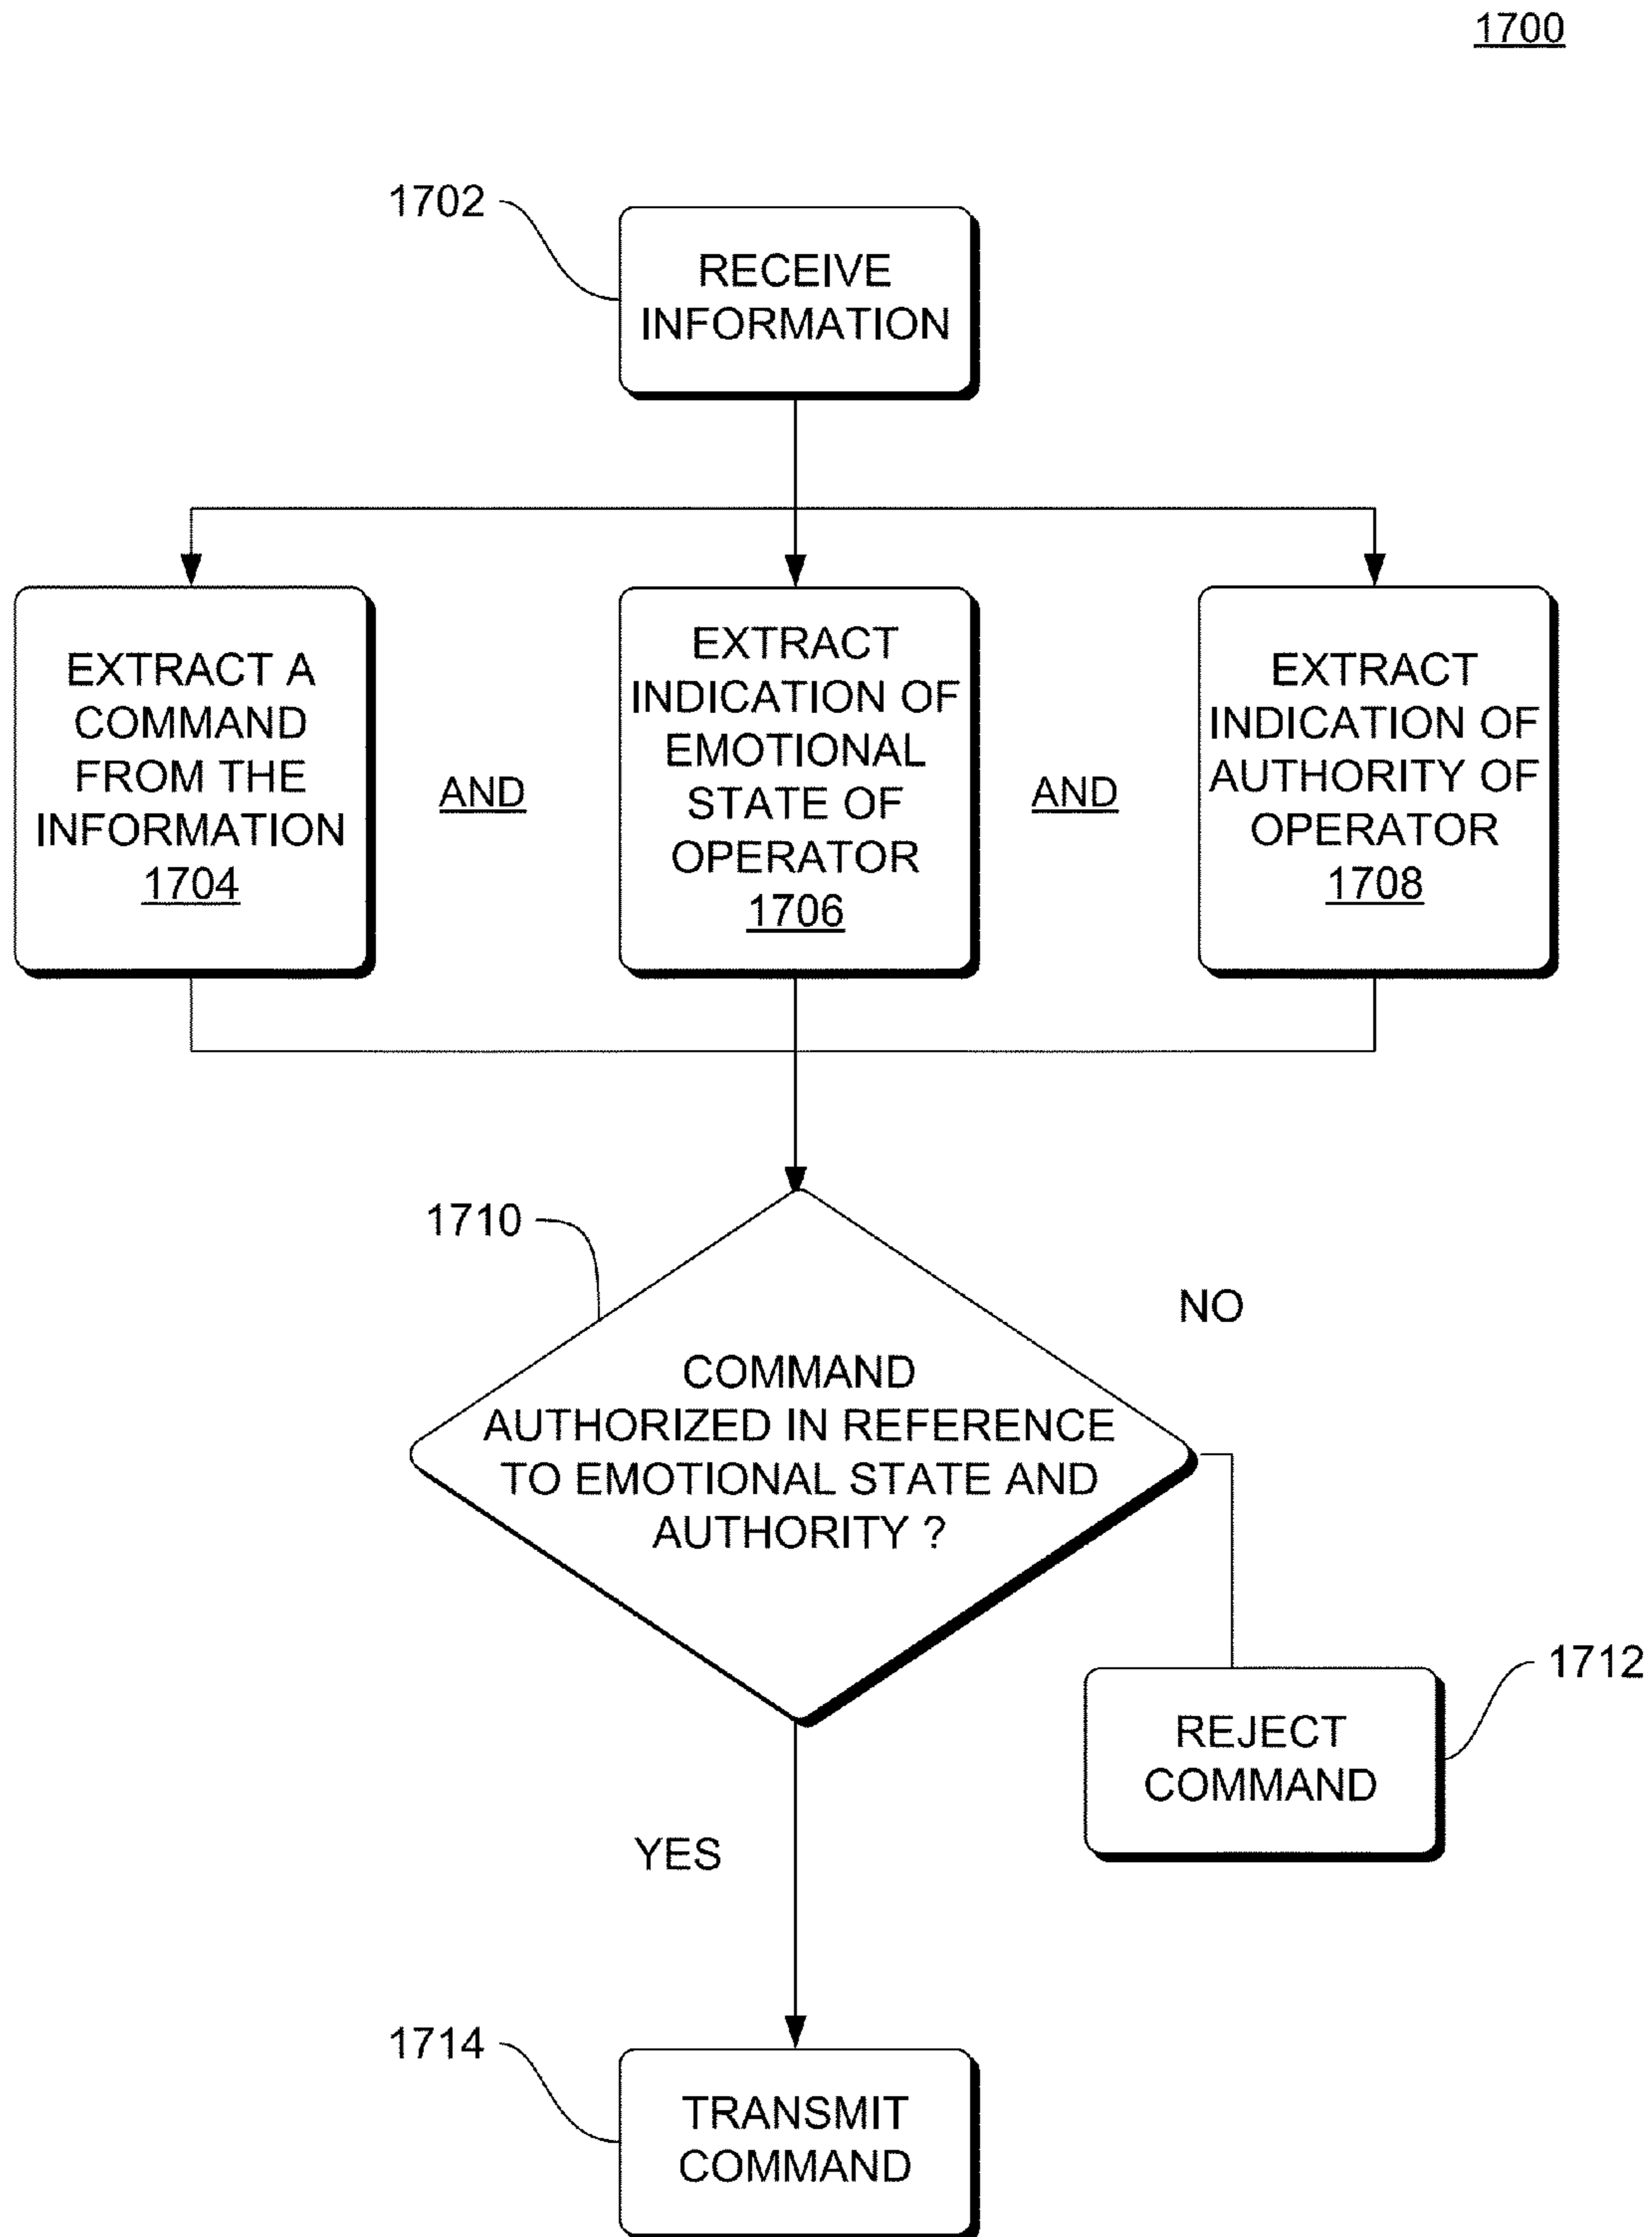 1700
1702
RECEIVE
INFORMATION
EXTRACT A
COMMAND
FROM THE
INFORMATION
1704
AND
EXTRACT
INDICATION OF
EMOTIONAL
STATE OF
OPERATOR
1706
AND
EXTRACT
INDICATION OF
AUTHORITY OF
OPERATOR
1708
1710
COMMAND
AUTHORIZED IN REFERENCE
TO EMOTIONAL STATE AND
AUTHORITY ?
NO
1712
REJECT
COMMAND
YES
1714
TRANSMIT
COMMAND